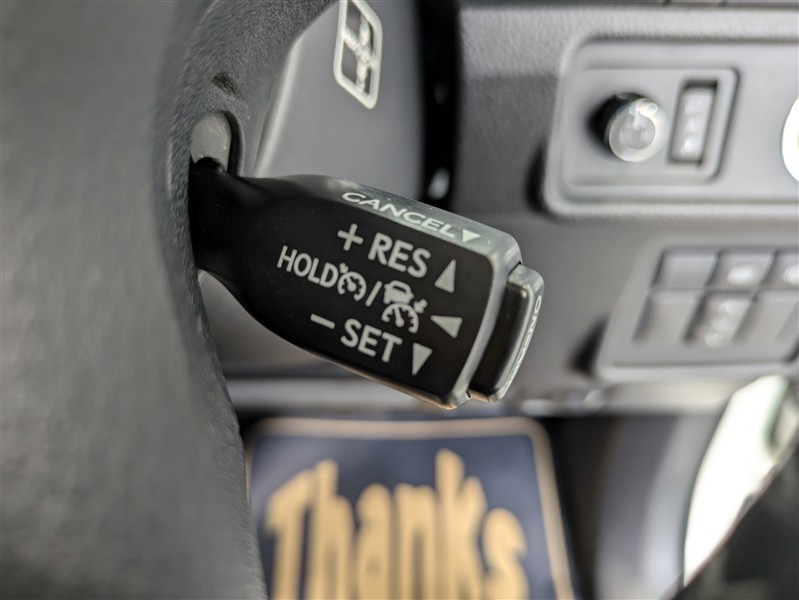 CANCEL
+ RES
HOLD /
- SET
Thanks